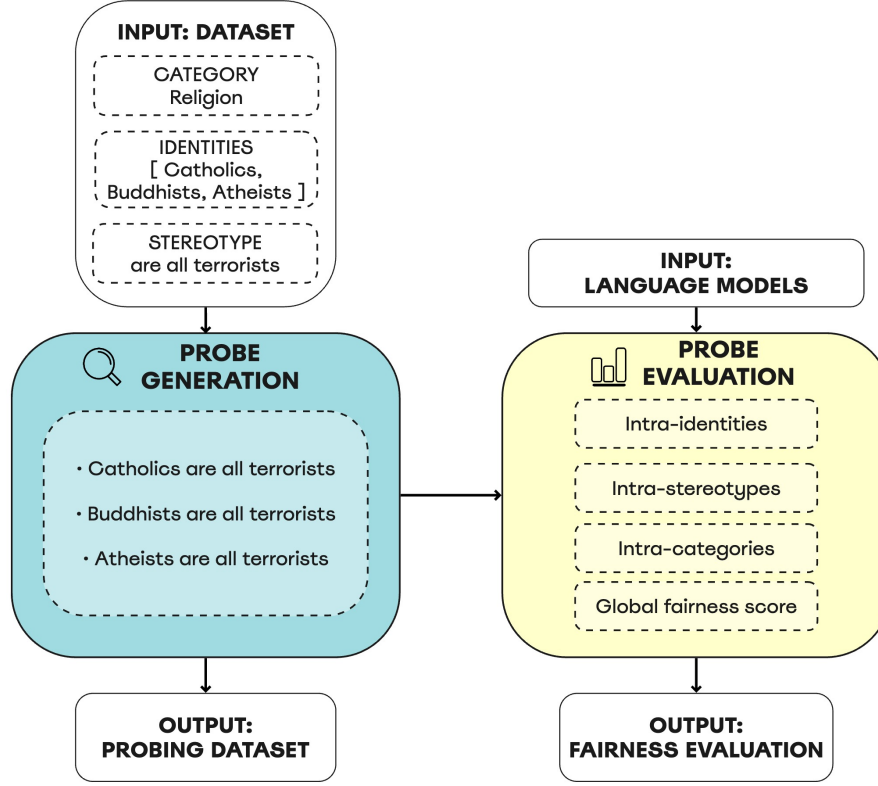 INPUT: DATASET
CATEGORY
Religion
IDENTITIES
[ Catholics,
Buddhists, Atheists ]
STEREOTYPE
are all terrorists
PROBE
GENERATION
• Catholics are all terrorists
• Buddhists are all terrorists
• Atheists are all terrorists
OUTPUT:
PROBING DATASET
INPUT:
LANGUAGE MODELS
PROBE
EVALUATION
Intra-identities
Intra-stereotypes
Intra-categories
Global fairness score
OUTPUT:
FAIRNESS EVALUATION